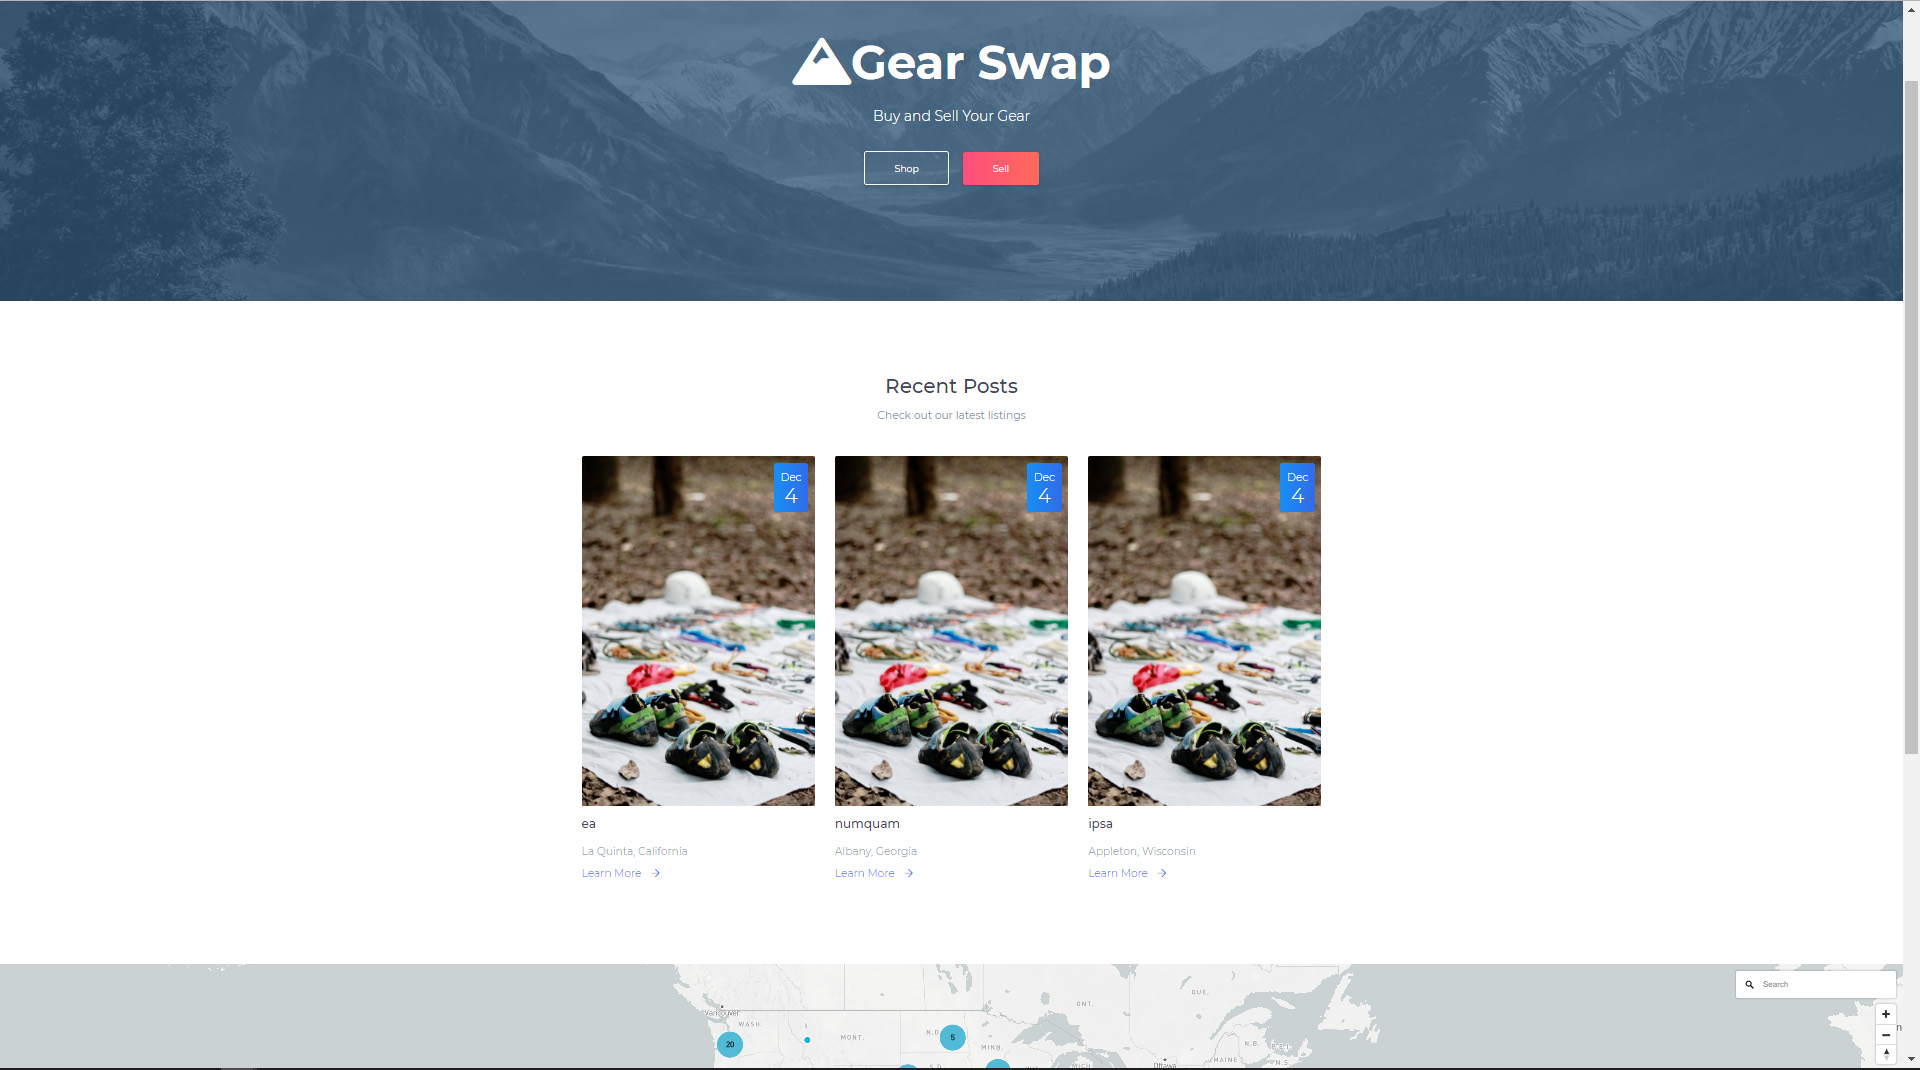 Gear Swap
Buy and Sell Your Gear
Shop
Sell
Recent Posts
Check out our latest listings
Dec
4
Dec
4
Dec
4
ea
numquam
ipsa
La Quinta, California
Albany, Georgia
Appleton, Wisconsin
Learn More
Learn More
Learn More
Search
Vancouver
WASH.
MONT.
N.D.
S.D.
MINN.
MICH.
ONT.
QUE.
Ottawa
MAINE
N.B.
P.E.I.
N.S.
20
5